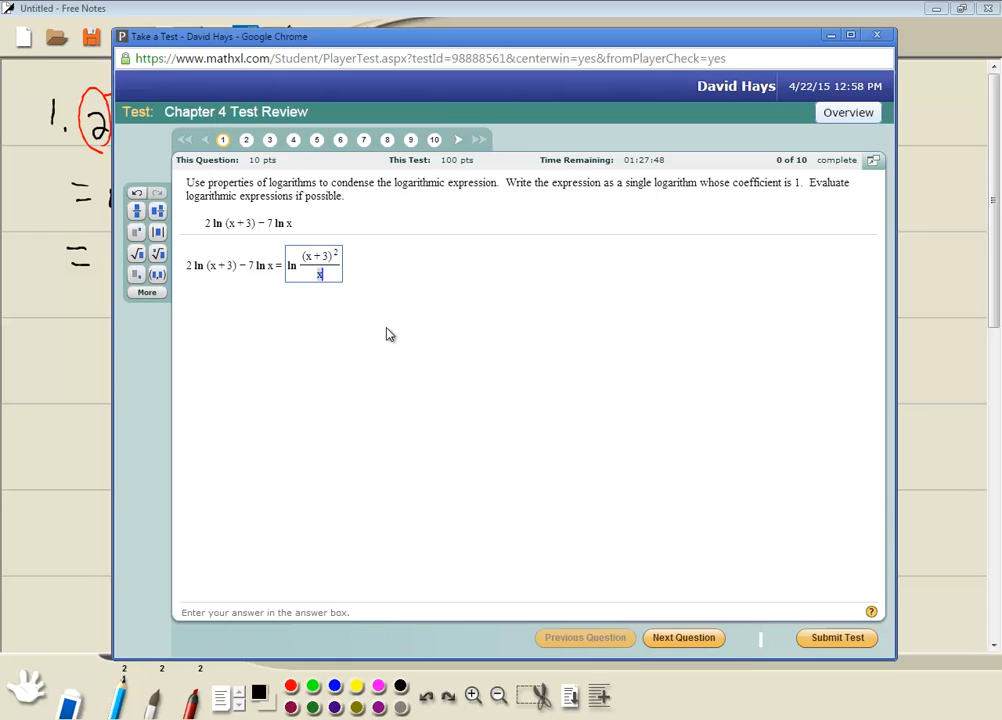 Untitled - Free Notes
Take a Test - David Hays - Google Chrome
https://www.mathxl.com/Student/PlayerTest.aspx?testId=98888561&centerwin=yes&fromPlayerCheck=yes
David Hays 4/22/15 12:58 PM
Test: Chapter 4 Test Review Overview
1 2 3 4 5 6 7 8 9 10
This Question: 10 pts This Test: 100 pts Time Remaining: 01:27:48 0 of 10 complete
Use properties of logarithms to condense the logarithmic expression. Write the expression as a single logarithm whose coefficient is 1. Evaluate
logarithmic expressions if possible.
2 ln (x + 3) − 7 ln x
2 ln (x + 3) − 7 ln x = ln (x + 3)²
x
1. 2
=
=
More
Enter your answer in the answer box.
Previous Question Next Question Submit Test
2 2 2